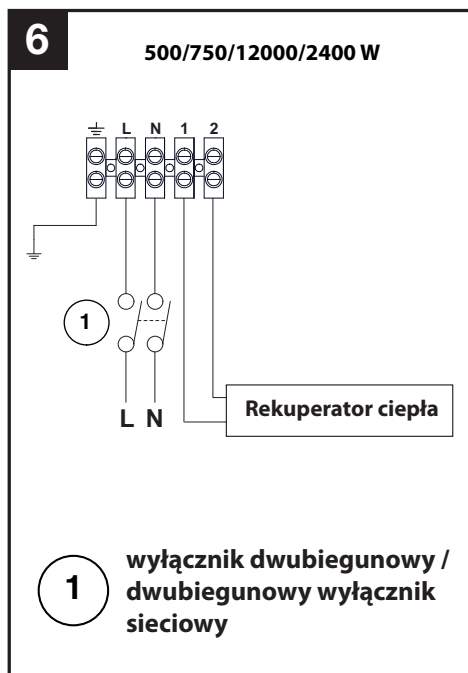 6
500/750/12000/2400 W
L N 1 2
1
L N
Rekuperator ciepła
1
wyłącznik dwubiegunowy /
dwubiegunowy wyłącznik
sieciowy